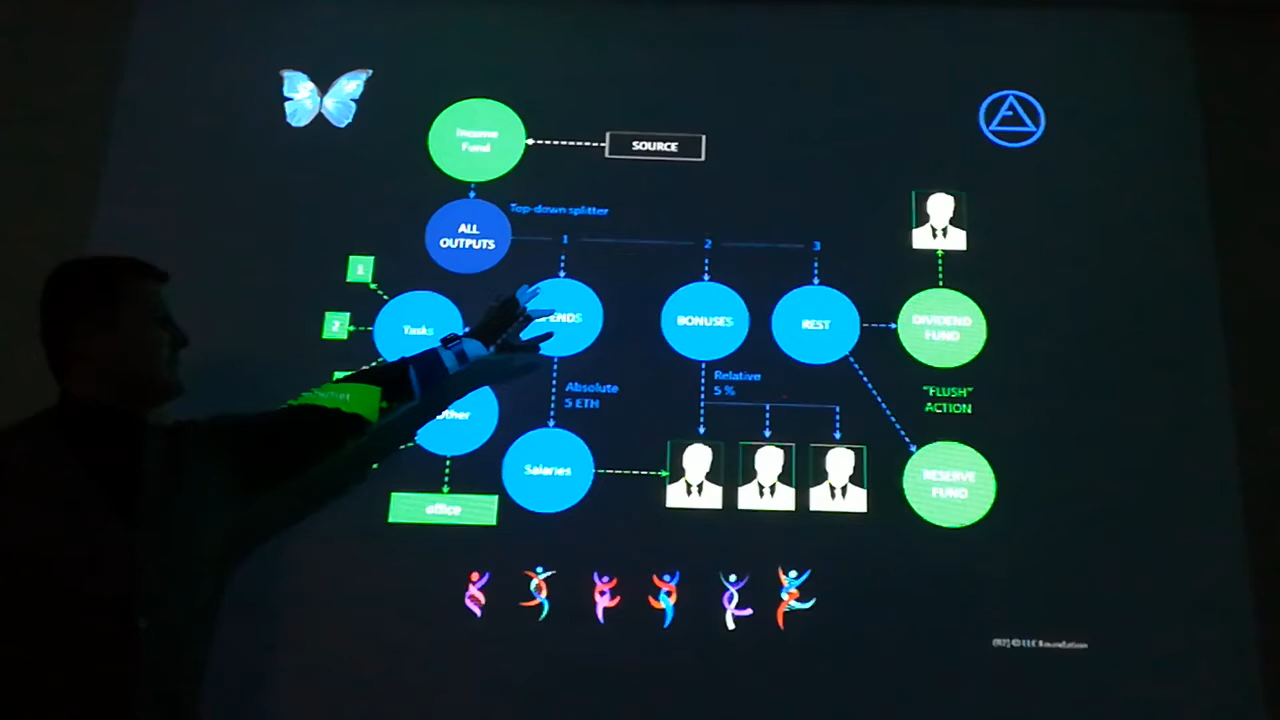 Income
Fund
SOURCE
ALL
OUTPUTS
Top-down splitter
1
2
3
1
2
Tasks
ENDS
BONUSES
REST
DIVIDEND
FUND
Absolute
5 ETH
Relative
5 %
"FLUSH"
ACTION
Other
Salaries
RESERVE
FUND
office